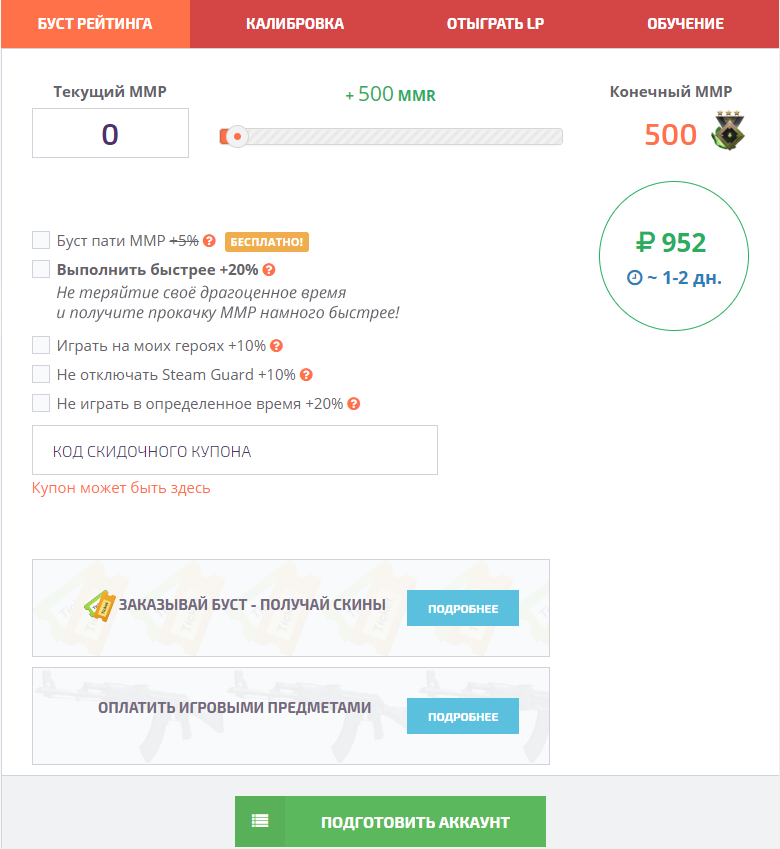 БУСТ РЕЙТИНГА КАЛИБРОВКА ОТЫГРАТЬ LP ОБУЧЕНИЕ
Текущий ММР + 500 MMR Конечный ММР
0 500
Буст пати ММР +5% ? БЕСПЛАТНО!
₽ 952
Выполнить быстрее +20% ?
~ 1-2 дн.
Не теряйтие своё драгоценное время
и получите прокачку ММР намного быстрее!
Играть на моих героях +10% ?
Не отключать Steam Guard +10% ?
Не играть в определенное время +20% ?
КОД СКИДОЧНОГО КУПОНА
Купон может быть здесь
ЗАКАЗЫВАЙ БУСТ - ПОЛУЧАЙ СКИНЫ ПОДРОБНЕЕ
ОПЛАТИТЬ ИГРОВЫМИ ПРЕДМЕТАМИ ПОДРОБНЕЕ
ПОДГОТОВИТЬ АККАУНТ